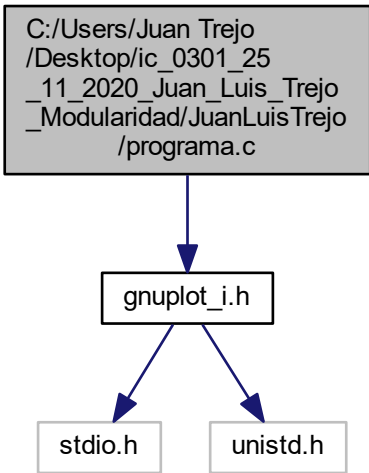 C:/Users/Juan Trejo
/Desktop/ic_0301_25
_11_2020_Juan_Luis_Trejo
_Modularidad/JuanLuisTrejo
/programa.c
gnuplot_i.h
stdio.h
unistd.h